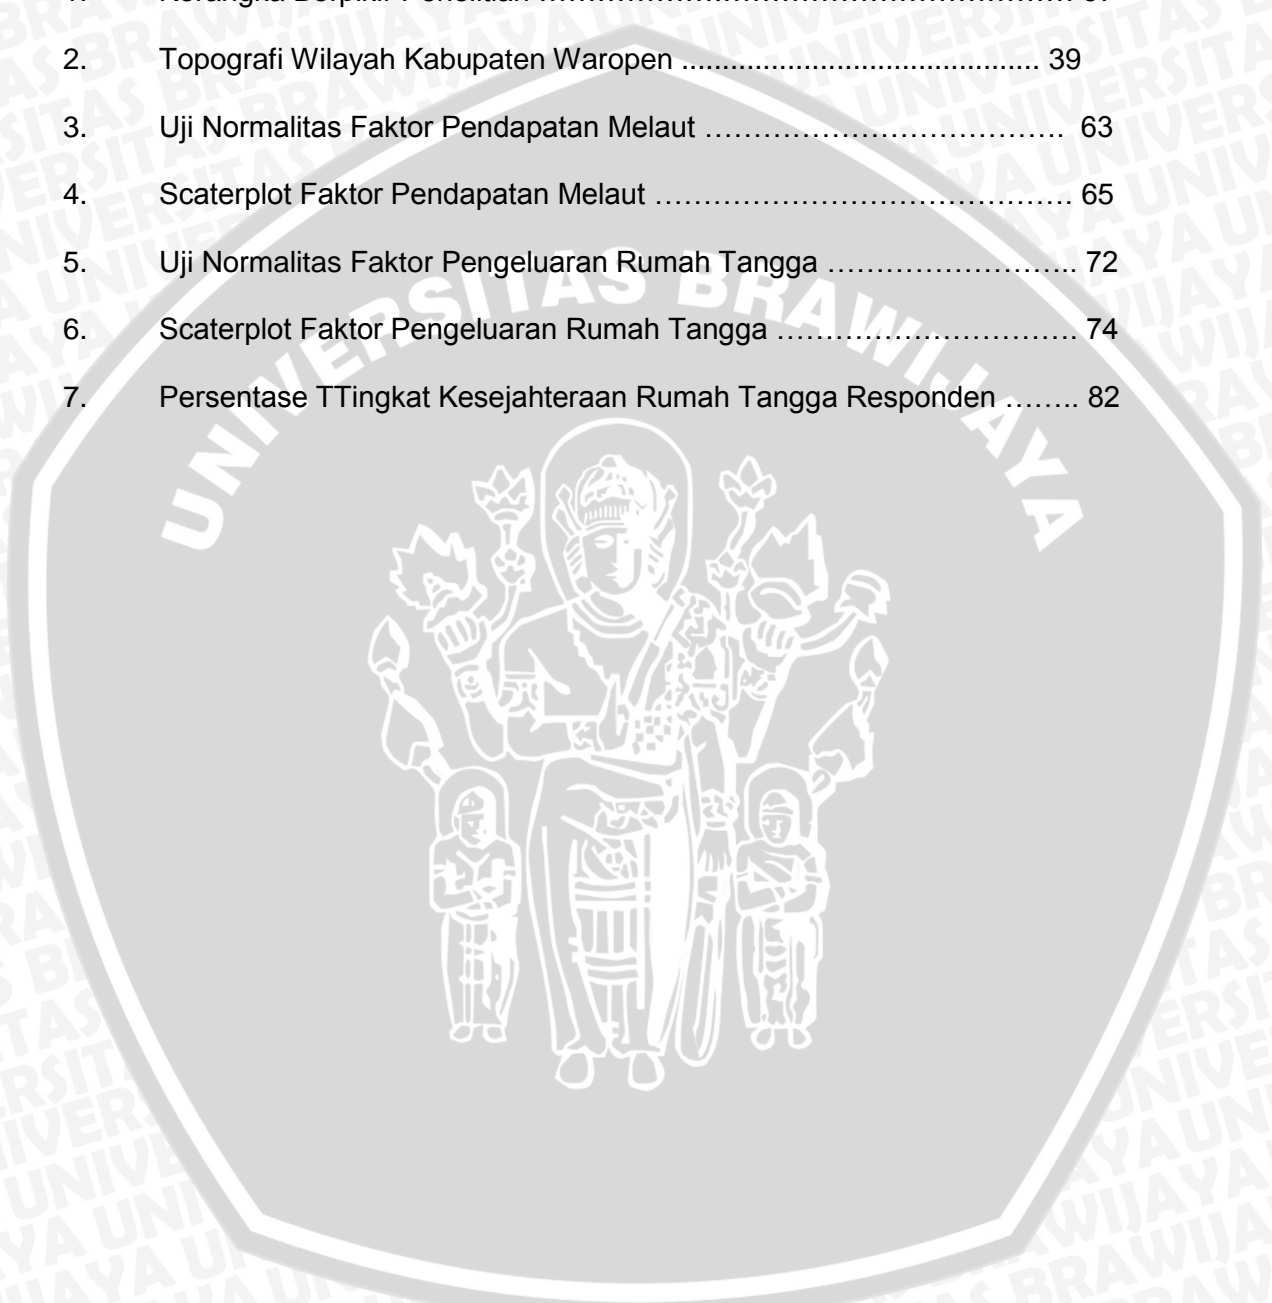 2. Topografi Wilayah Kabupaten Waropen ............................................ 39
3. Uji Normalitas Faktor Pendapatan Melaut ………………………………. 63
4. Scaterplot Faktor Pendapatan Melaut …………………………………… 65
5. Uji Normalitas Faktor Pengeluaran Rumah Tangga …………………….. 72
6. Scaterplot Faktor Pengeluaran Rumah Tangga …………………………. 74
7. Persentase TTingkat Kesejahteraan Rumah Tangga Responden …….. 82
UNIVERSITAS BRAWIJAYA